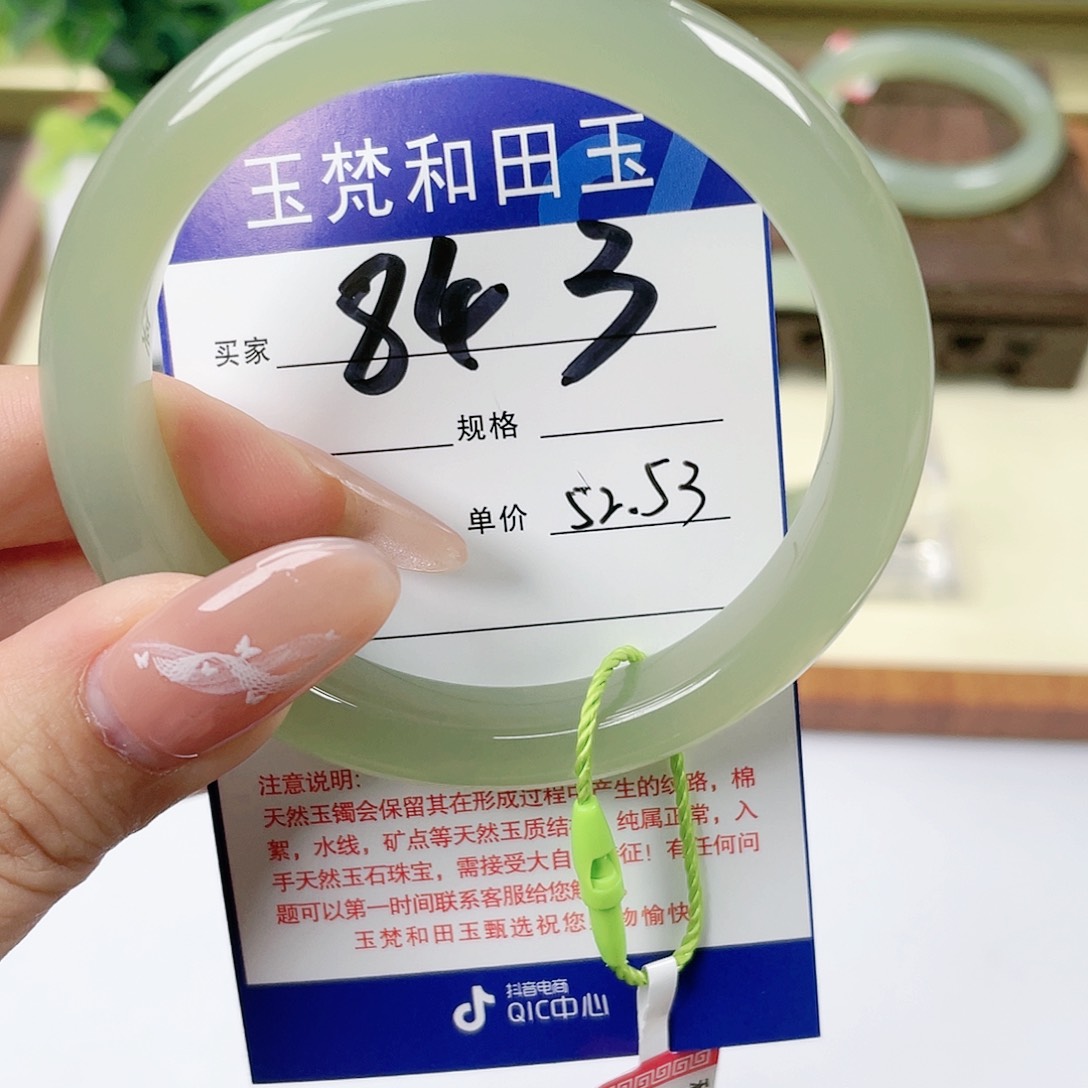 玉梵和田玉
买家 843
规格
单价 52.53
注意说明:
天然玉镯会保留其在形成过程中产生的纹路，棉
絮，水线，矿点等天然玉质结 纯属正常，入
手天然玉石珠宝，需接受大自 征！有任何问
题可以第一时间联系客服给您解
玉梵和田玉甄选祝您 物愉快
抖音电商
QIC中心